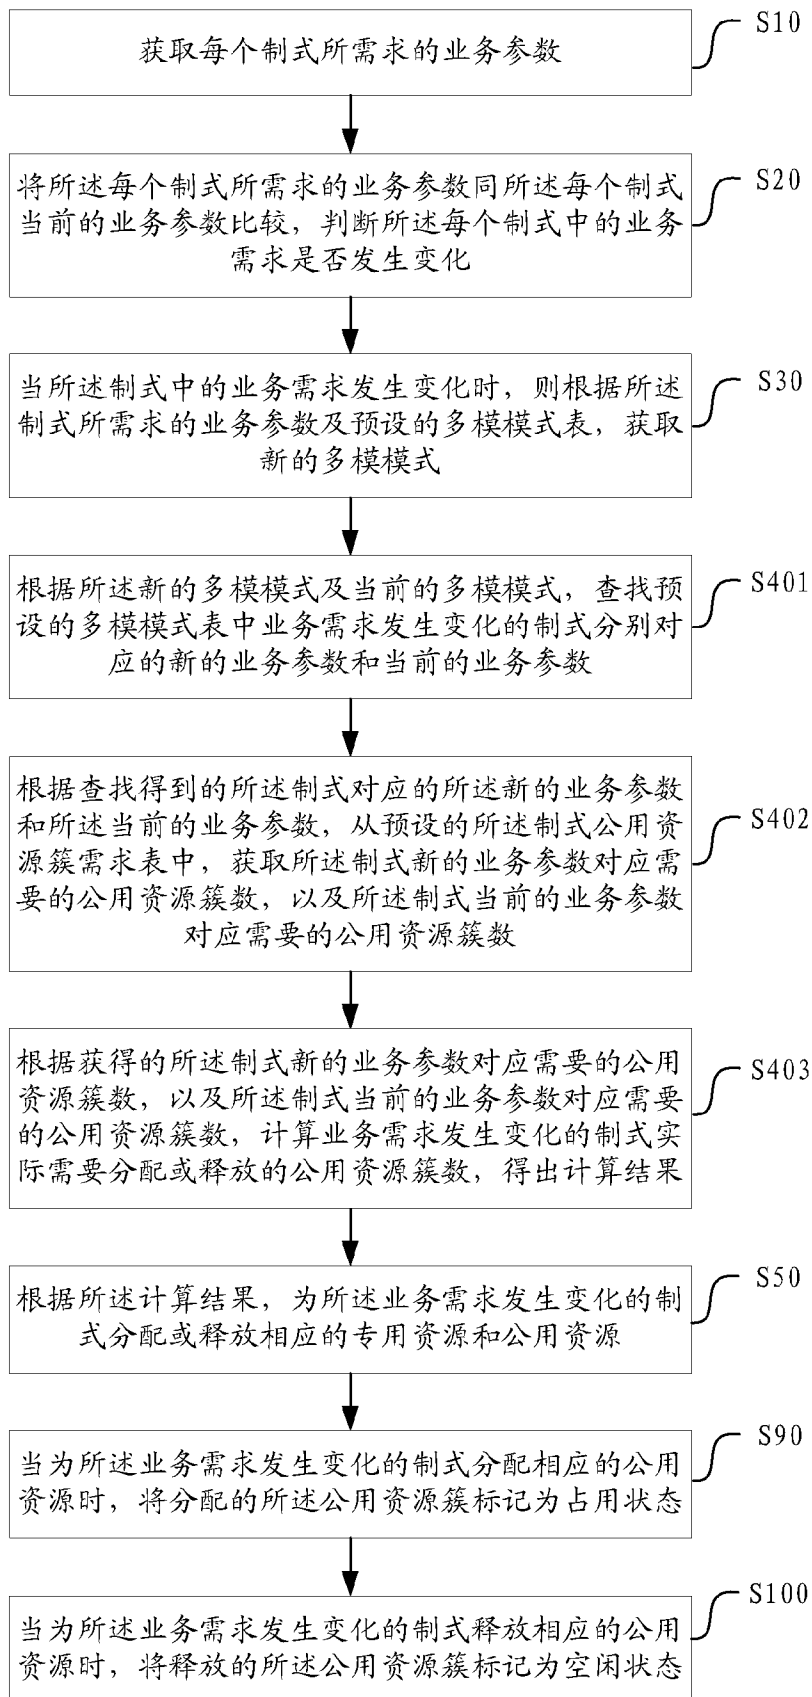 获取每个制式所需求的业务参数
S10
将所述每个制式所需求的业务参数同所述每个制式
当前的业务参数比较，判断所述每个制式中的业务
需求是否发生变化
S20
当所述制式中的业务需求发生变化时，则根据所述
制式所需求的业务参数及预设的多模模式表，获取
新的多模模式
S30
根据所述新的多模模式及当前的多模模式，查找预
设的多模模式表中业务需求发生变化的制式分别对
应的新的业务参数和当前的业务参数
S401
根据查找得到的所述制式对应的所述新的业务参数
和所述当前的业务参数，从预设的所述制式公用资
源簇需求表中，获取所述制式新的业务参数对应需
要的公用资源簇数，以及所述制式当前的业务参数
对应需要的公用资源簇数
S402
根据获得的所述制式新的业务参数对应需要的公用
资源簇数，以及所述制式当前的业务参数对应需要
的公用资源簇数，计算业务需求发生变化的制式实
际需要分配或释放的公用资源簇数，得出计算结果
S403
根据所述计算结果，为所述业务需求发生变化的制
式分配或释放相应的专用资源和公用资源
S50
当为所述业务需求发生变化的制式分配相应的公用
资源时，将分配的所述公用资源簇标记为占用状态
S90
当为所述业务需求发生变化的制式释放相应的公用
资源时，将释放的所述公用资源簇标记为空闲状态
S100